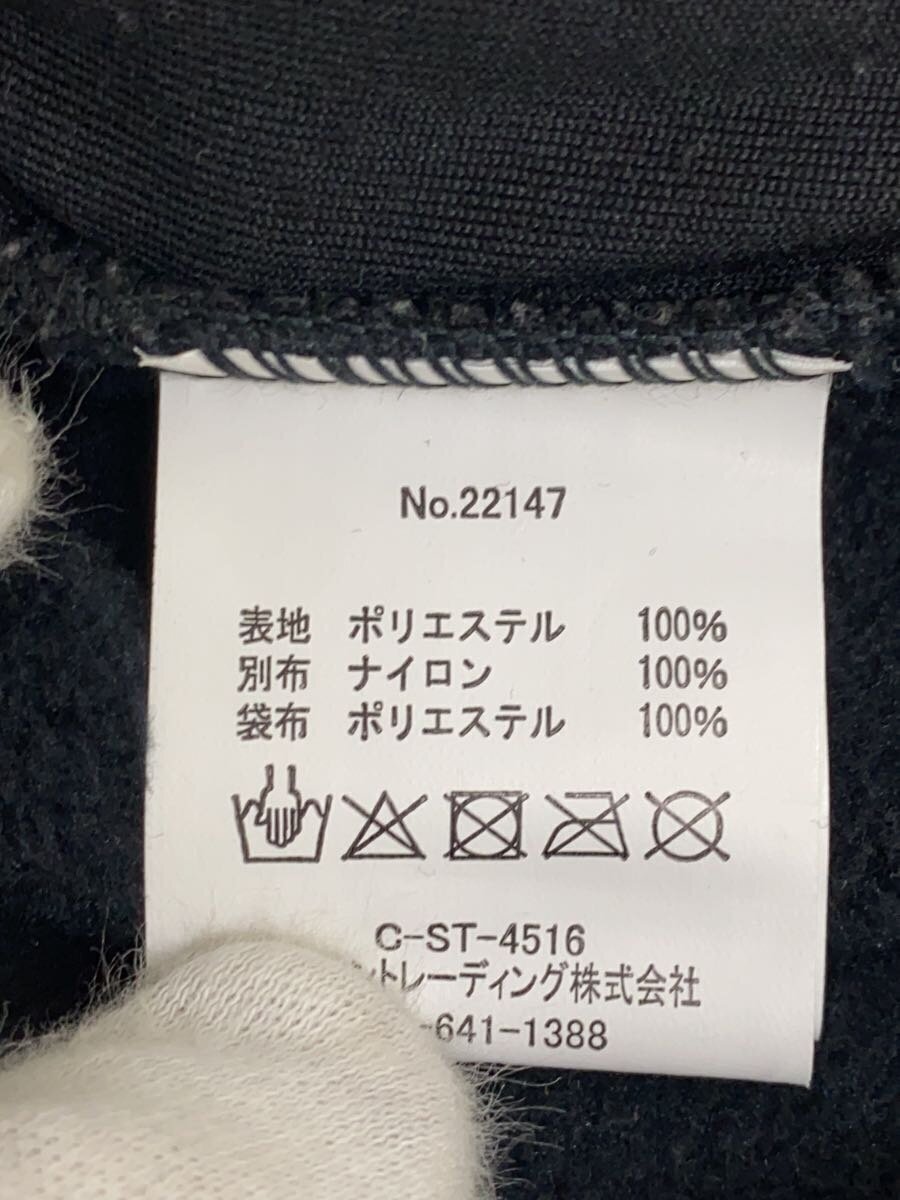 No.22147
表地 ポリエステル 100%
別布 ナイロン 100%
袋布 ポリエステル 100%
C-ST-4516
トレーディング株式会社
-641-1388